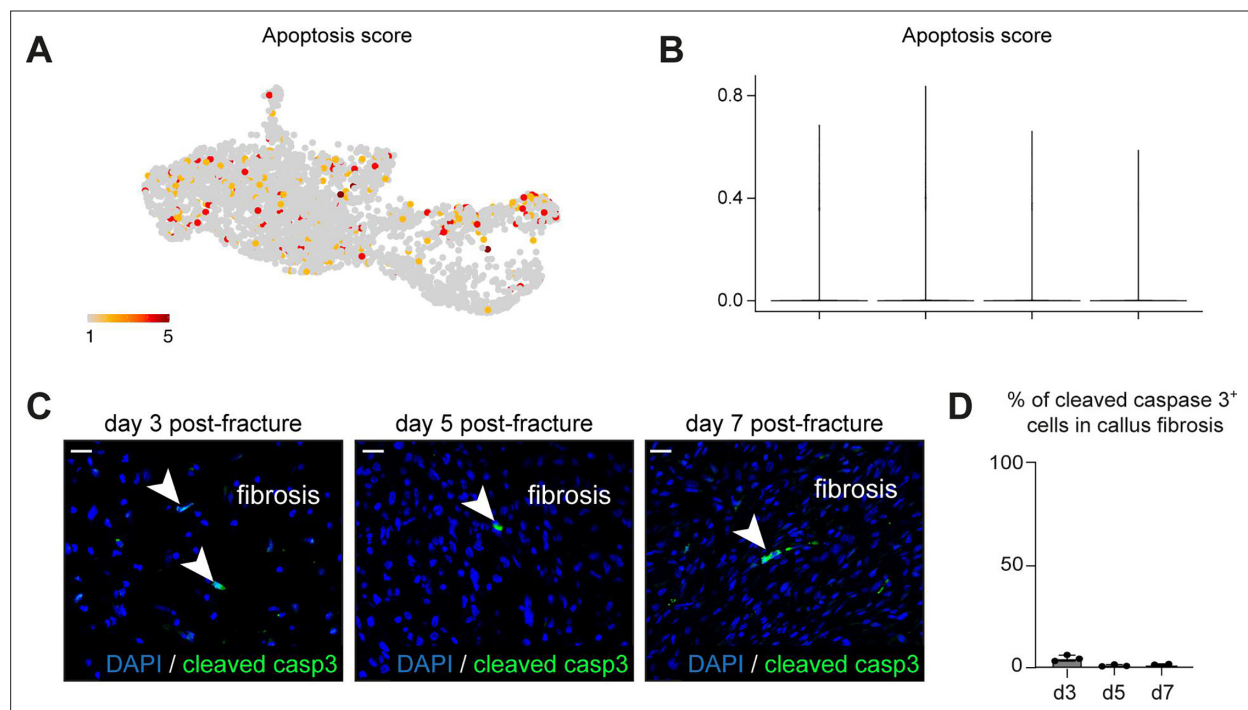 A
Apoptosis score
1
5
B
Apoptosis score
0.8
0.4
0.0
C
day 3 post-fracture
fibrosis
DAPI / cleaved casp3
day 5 post-fracture
fibrosis
DAPI / cleaved casp3
day 7 post-fracture
fibrosis
DAPI / cleaved casp3
D
% of cleaved caspase 3⁺
cells in callus fibrosis
100
50
0
d3
d5
d7